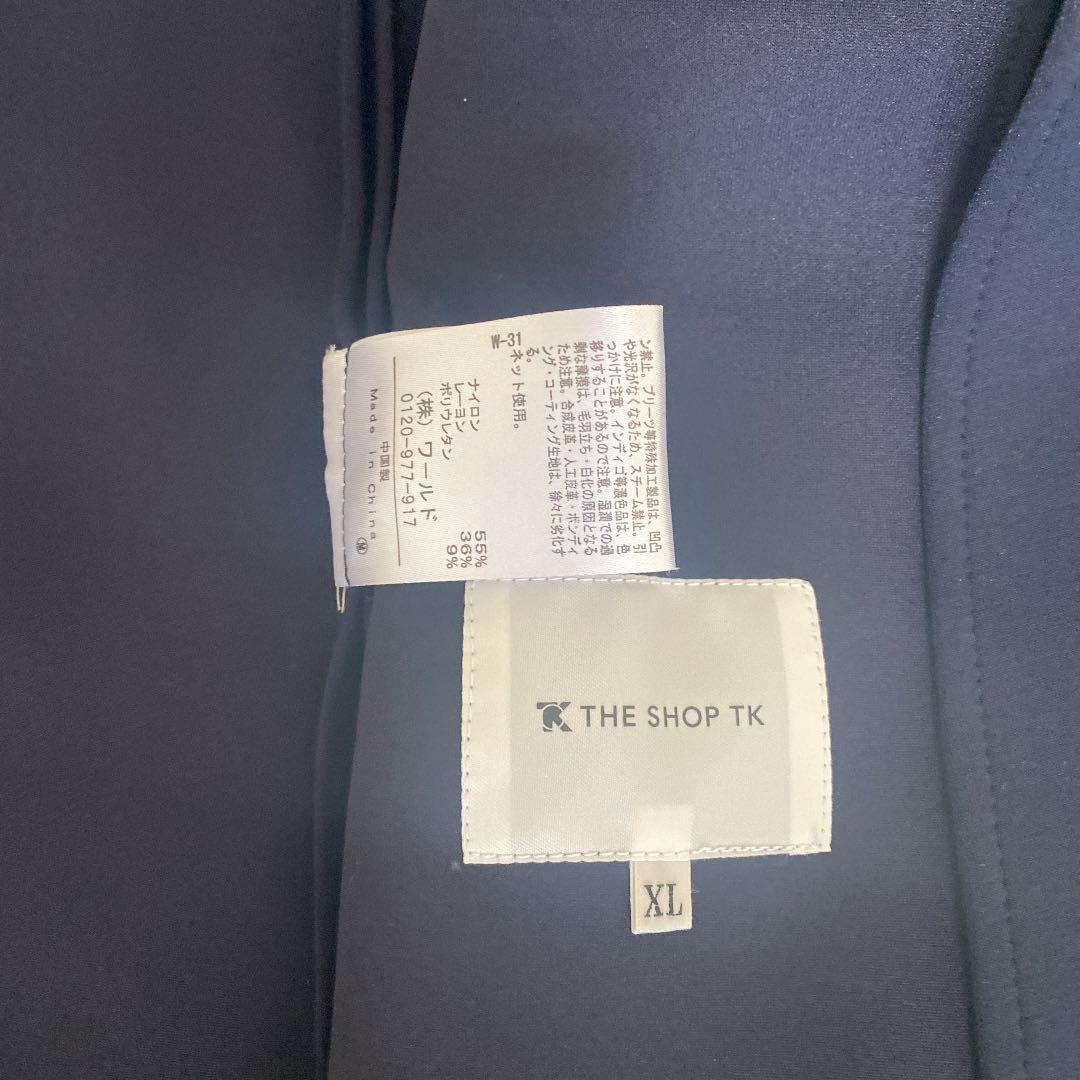 ン禁止。プリーツ等特殊加工製品は、凹凸
や光沢がなくなるため、スチーム禁止。引
っかけに注意。インディゴ等濃色品は、色
移りすることがあるので注意。湿潤での過
剰な摩擦は、毛羽立ち・白化の原因となる
ため注意。合成皮革・人工皮革・ボンディ
ング・コーティング生地は、徐々に劣化す
る。
ネット使用。
W-31
ナイロン 55%
レーヨン 36%
ポリウレタン 9%
(株) ワールド
0120-977-917
中国製 Ⓜ
Made in China
TK THE SHOP TK
XL